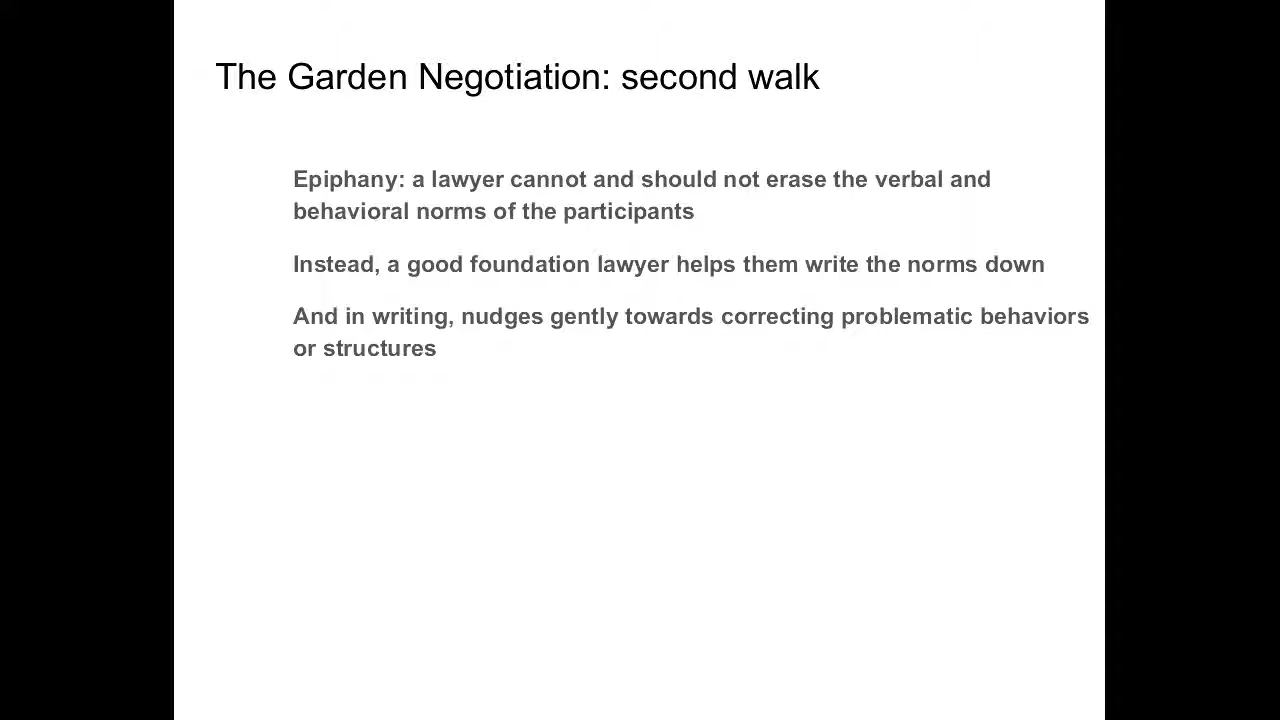 The Garden Negotiation: second walk
Epiphany: a lawyer cannot and should not erase the verbal and
behavioral norms of the participants
Instead, a good foundation lawyer helps them write the norms down
And in writing, nudges gently towards correcting problematic behaviors
or structures